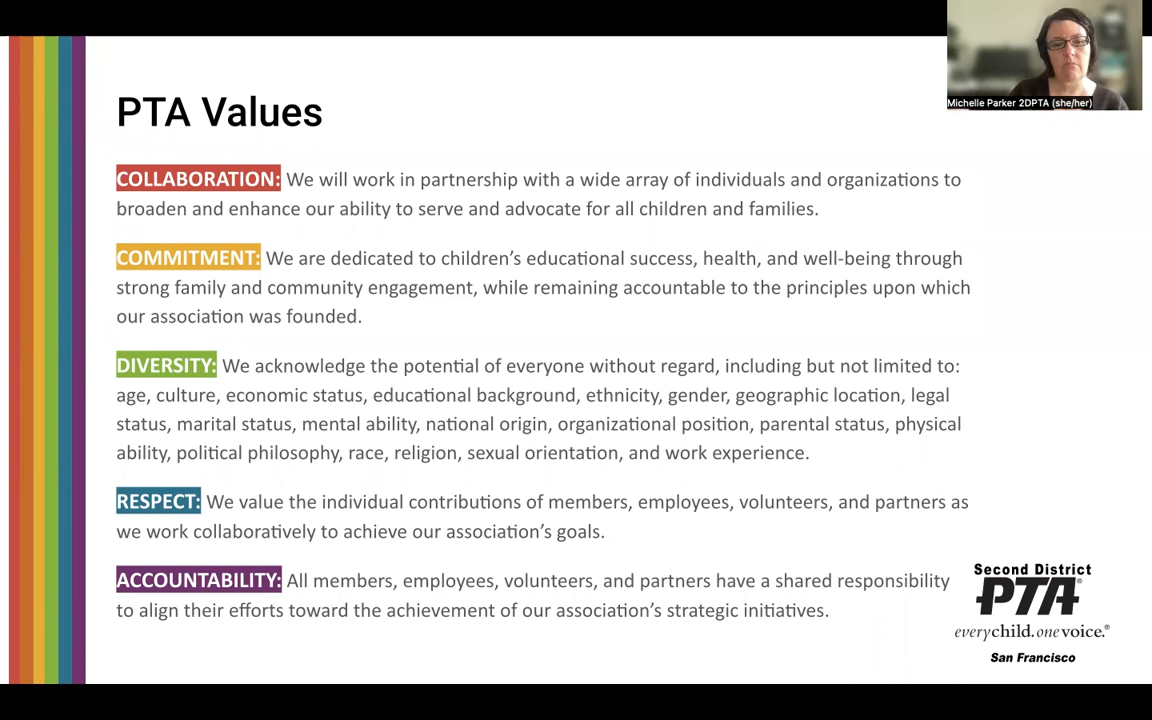 Michelle Parker 2DPTA (she/her)
PTA Values
COLLABORATION: We will work in partnership with a wide array of individuals and organizations to
broaden and enhance our ability to serve and advocate for all children and families.
COMMITMENT: We are dedicated to children’s educational success, health, and well-being through
strong family and community engagement, while remaining accountable to the principles upon which
our association was founded.
DIVERSITY: We acknowledge the potential of everyone without regard, including but not limited to:
age, culture, economic status, educational background, ethnicity, gender, geographic location, legal
status, marital status, mental ability, national origin, organizational position, parental status, physical
ability, political philosophy, race, religion, sexual orientation, and work experience.
RESPECT: We value the individual contributions of members, employees, volunteers, and partners as
we work collaboratively to achieve our association’s goals.
ACCOUNTABILITY: All members, employees, volunteers, and partners have a shared responsibility
to align their efforts toward the achievement of our association’s strategic initiatives.
Second District
PTA®
everychild.onevoice.®
San Francisco